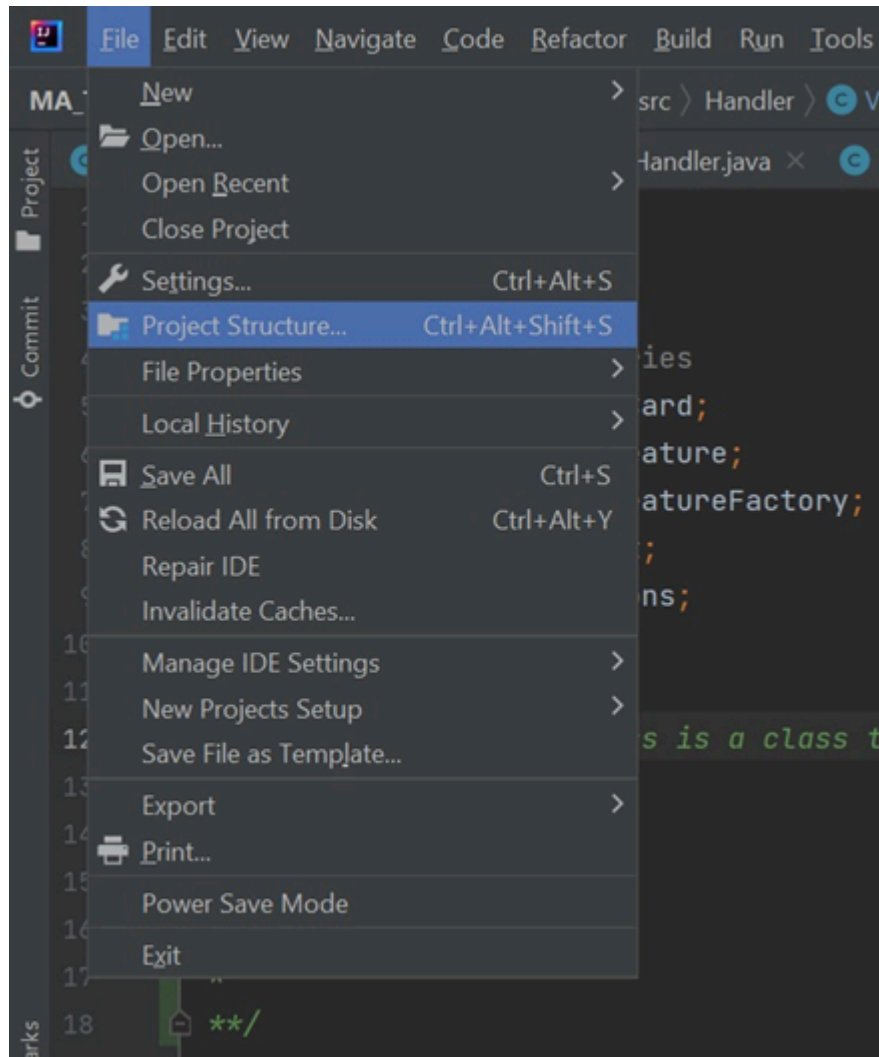 IJ
File Edit View Navigate Code Refactor Build Run Tools
MA_ src Handler C
Project
Commit
Handler.java C
New
Open...
Open Recent
Close Project
Settings... Ctrl+Alt+S
Project Structure... Ctrl+Alt+Shift+S
File Properties
ies
Local History
ard;
Save All Ctrl+S
ature;
Reload All from Disk Ctrl+Alt+Y
atureFactory;
Repair IDE
;
Invalidate Caches...
ns;
10
Manage IDE Settings
11
New Projects Setup
12 s is a class t
Save File as Template...
13
Export
14
Print...
15
Power Save Mode
16
Exit
17 *
18 **/
arks